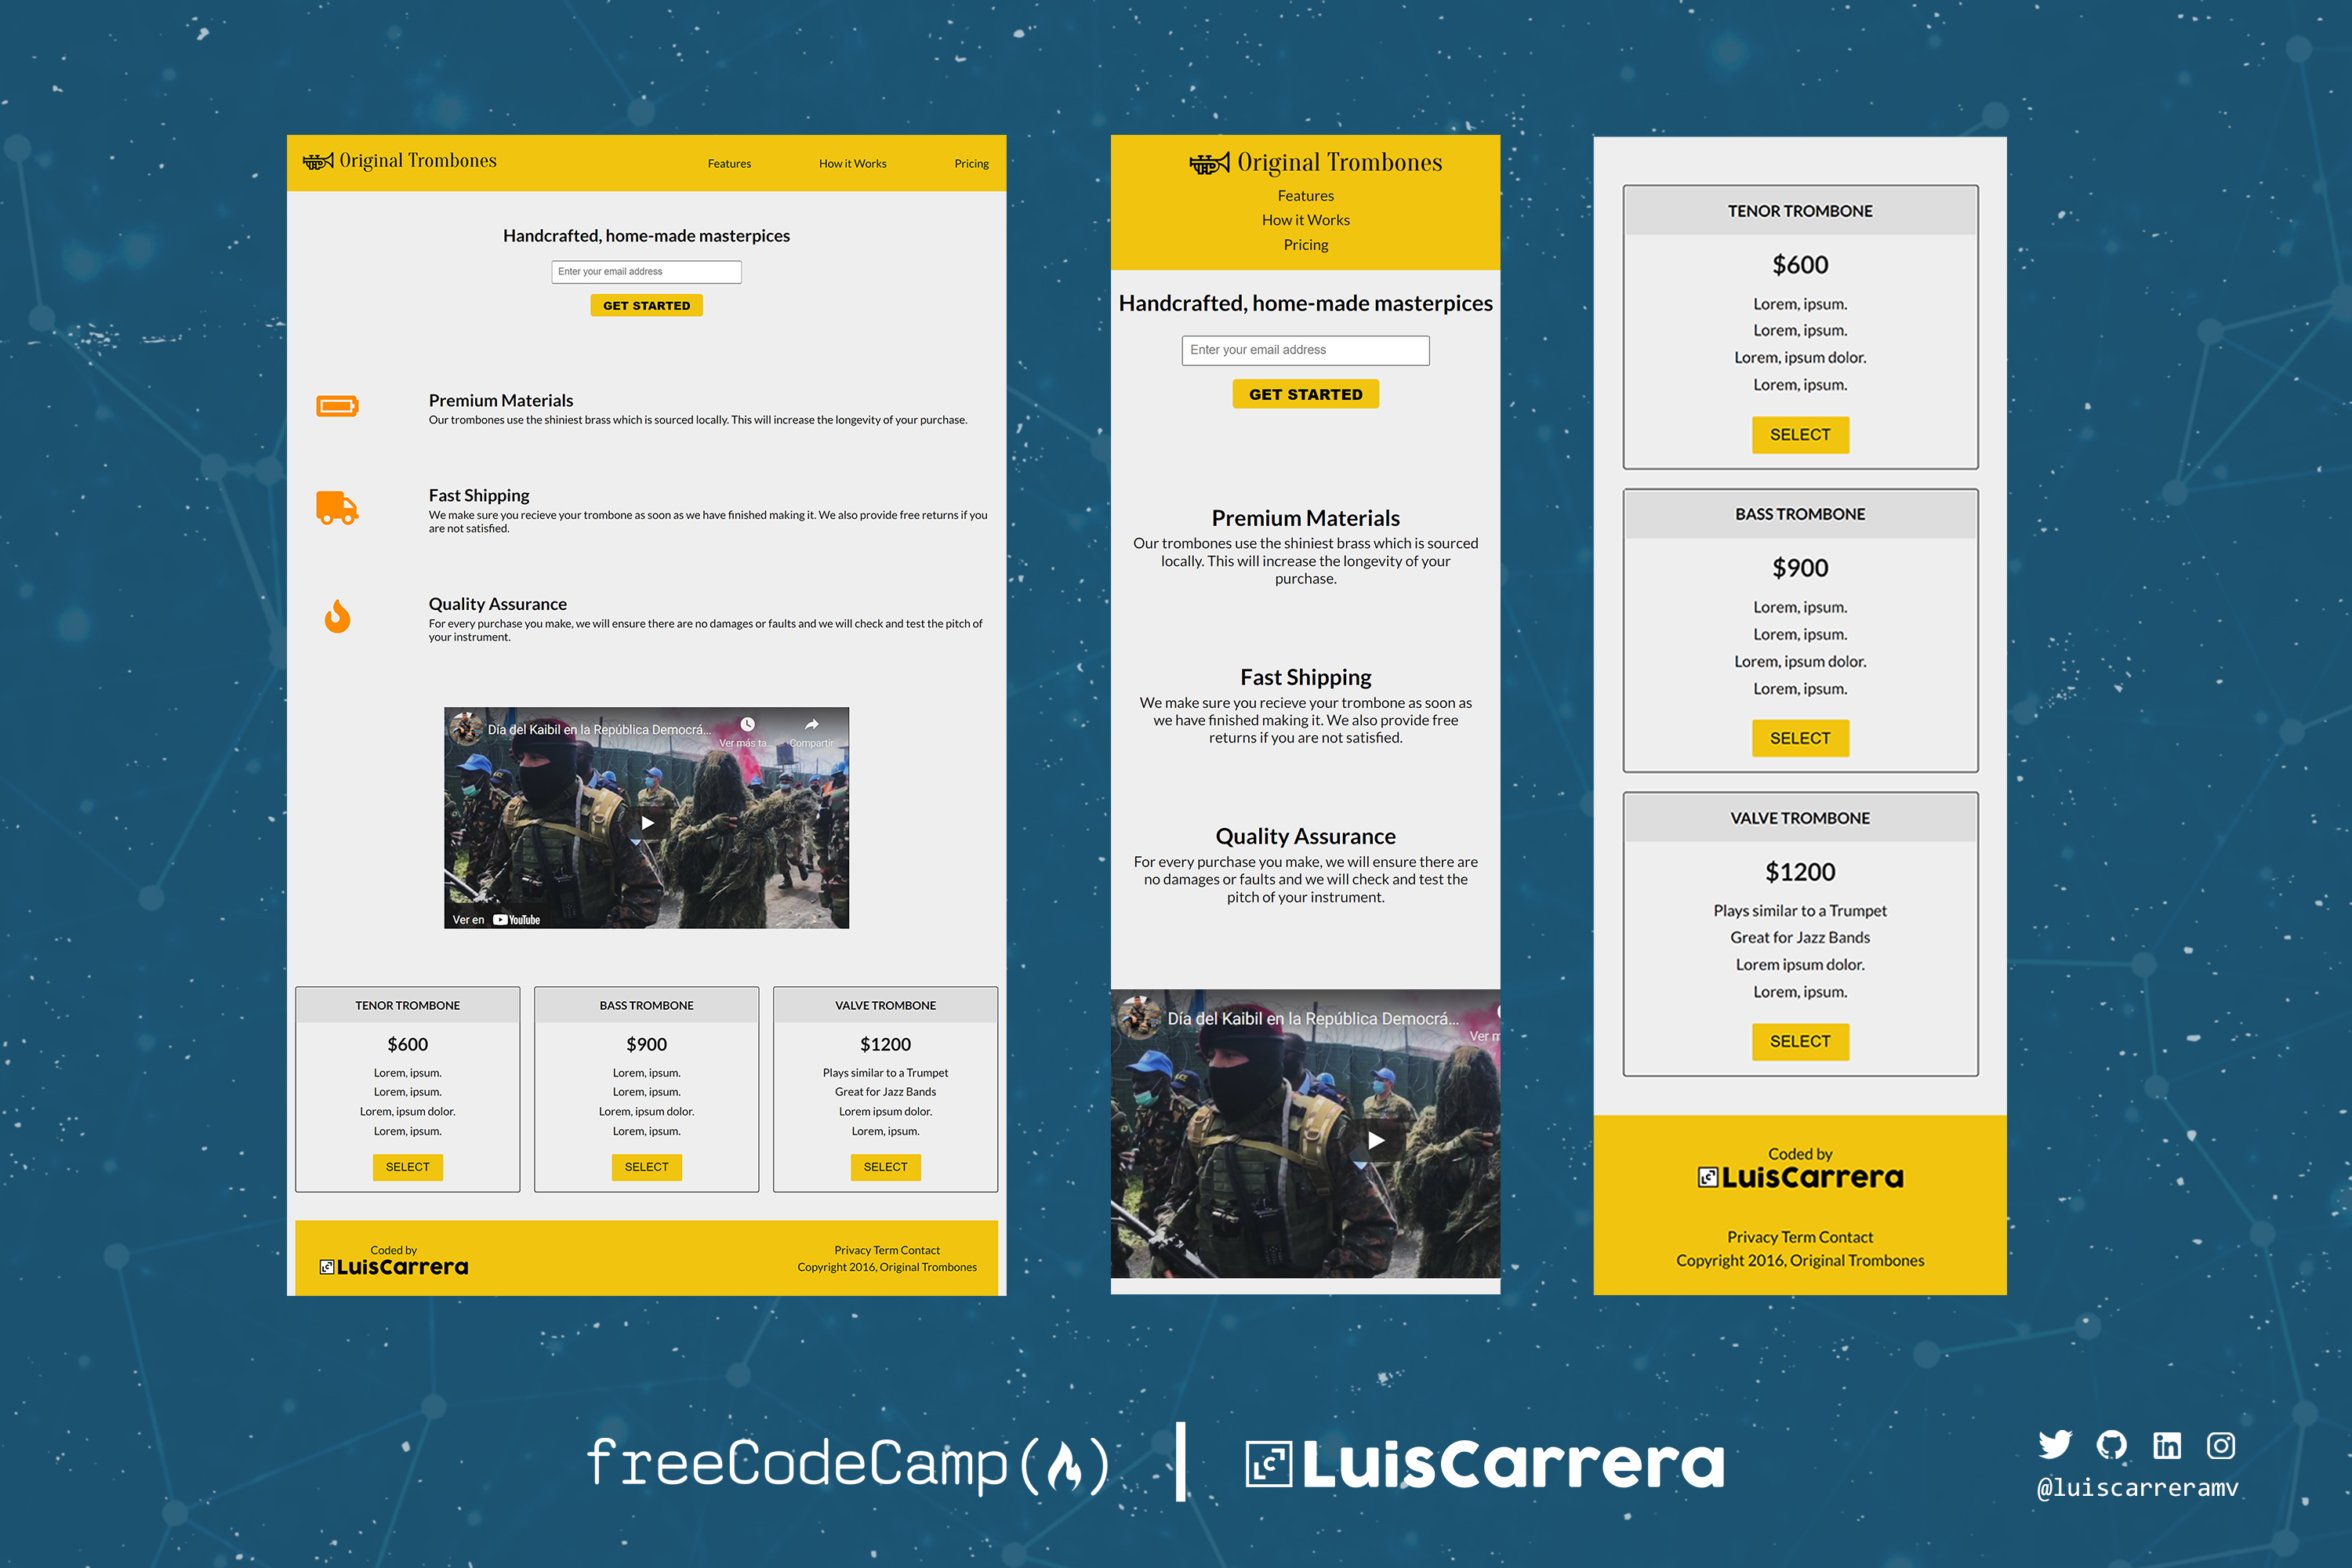 Original Trombones
Features
How it Works
Pricing
Handcrafted, home-made masterpices
Enter your email address
GET STARTED
Premium Materials
Our trombones use the shiniest brass which is sourced locally. This will increase the longevity of your purchase.
Fast Shipping
We make sure you recieve your trombone as soon as we have finished making it. We also provide free returns if you
are not satisfied.
Quality Assurance
For every purchase you make, we will ensure there are no damages or faults and we will check and test the pitch of
your instrument.
Día del Kaibil en la República Democrá...
Ver más ta...
Compartir
Ver en YouTube
TENOR TROMBONE
$600
Lorem, ipsum.
Lorem, ipsum.
Lorem, ipsum dolor.
Lorem, ipsum.
SELECT
BASS TROMBONE
$900
Lorem, ipsum.
Lorem, ipsum.
Lorem, ipsum dolor.
Lorem, ipsum.
SELECT
VALVE TROMBONE
$1200
Plays similar to a Trumpet
Great for Jazz Bands
Lorem ipsum dolor.
Lorem, ipsum.
SELECT
Coded by
LC LuisCarrera
Privacy Term Contact
Copyright 2016, Original Trombones
Original Trombones
Features
How it Works
Pricing
Handcrafted, home-made masterpices
Enter your email address
GET STARTED
Premium Materials
Our trombones use the shiniest brass which is sourced
locally. This will increase the longevity of your
purchase.
Fast Shipping
We make sure you recieve your trombone as soon as
we have finished making it. We also provide free
returns if you are not satisfied.
Quality Assurance
For every purchase you make, we will ensure there are
no damages or faults and we will check and test the
pitch of your instrument.
Día del Kaibil en la República Democrá...
Ver m
TENOR TROMBONE
$600
Lorem, ipsum.
Lorem, ipsum.
Lorem, ipsum dolor.
Lorem, ipsum.
SELECT
BASS TROMBONE
$900
Lorem, ipsum.
Lorem, ipsum.
Lorem, ipsum dolor.
Lorem, ipsum.
SELECT
VALVE TROMBONE
$1200
Plays similar to a Trumpet
Great for Jazz Bands
Lorem ipsum dolor.
Lorem, ipsum.
SELECT
Coded by
LC LuisCarrera
Privacy Term Contact
Copyright 2016, Original Trombones
freeCodeCamp
LC LuisCarrera
in
@luiscarreramv